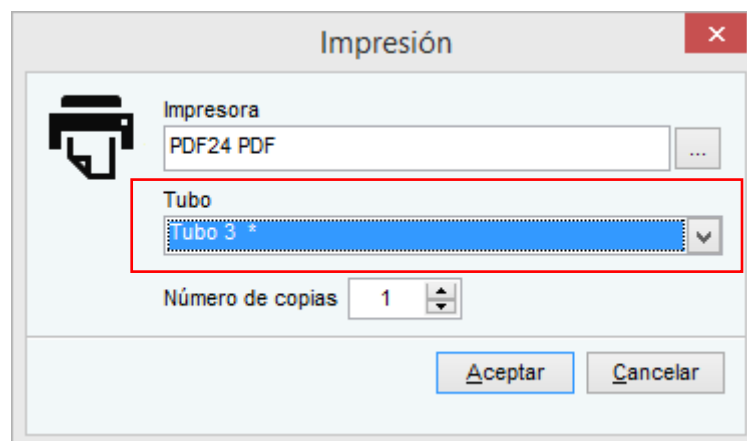 Impresión
Impresora
PDF24 PDF
...
Tubo
Tubo 3 *
Número de copias 1
Aceptar Cancelar